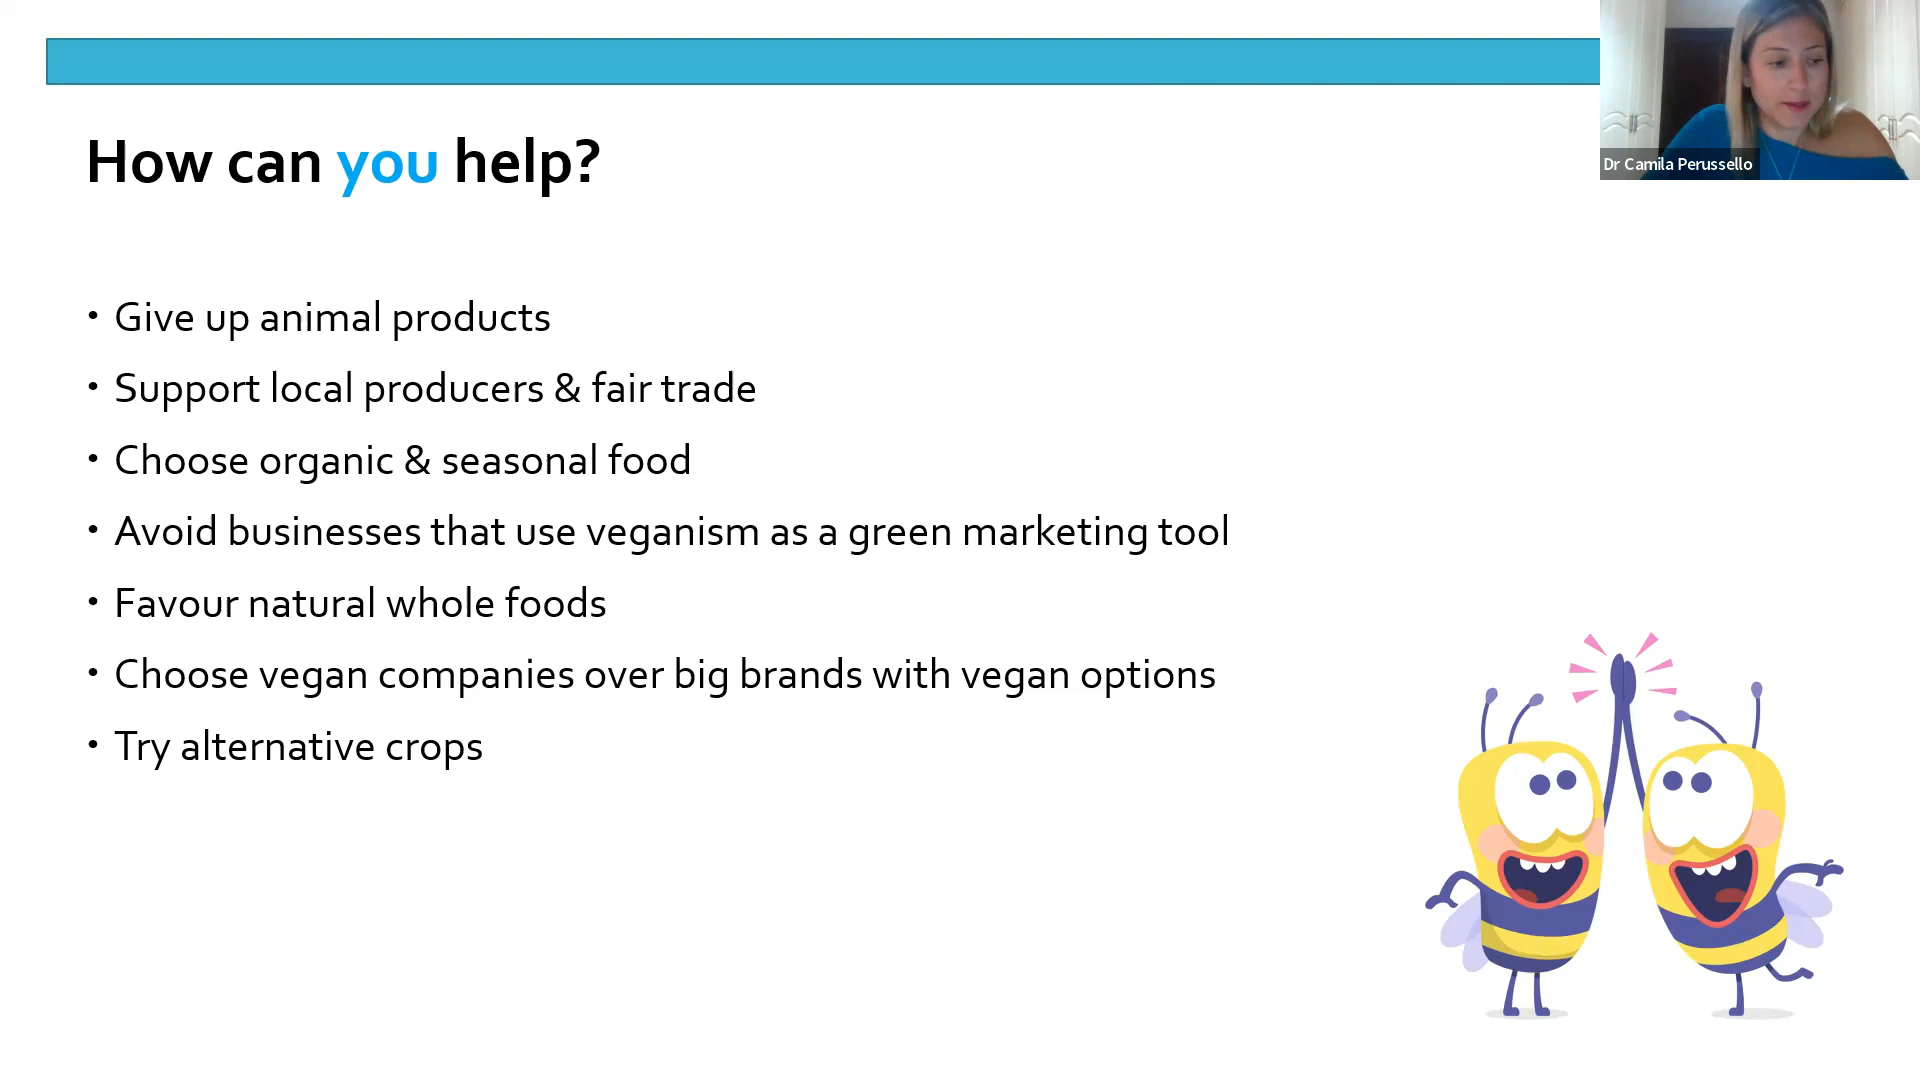 Dr Camila Perussello
How can you help?
• Give up animal products
• Support local producers & fair trade
• Choose organic & seasonal food
• Avoid businesses that use veganism as a green marketing tool
• Favour natural whole foods
• Choose vegan companies over big brands with vegan options
• Try alternative crops